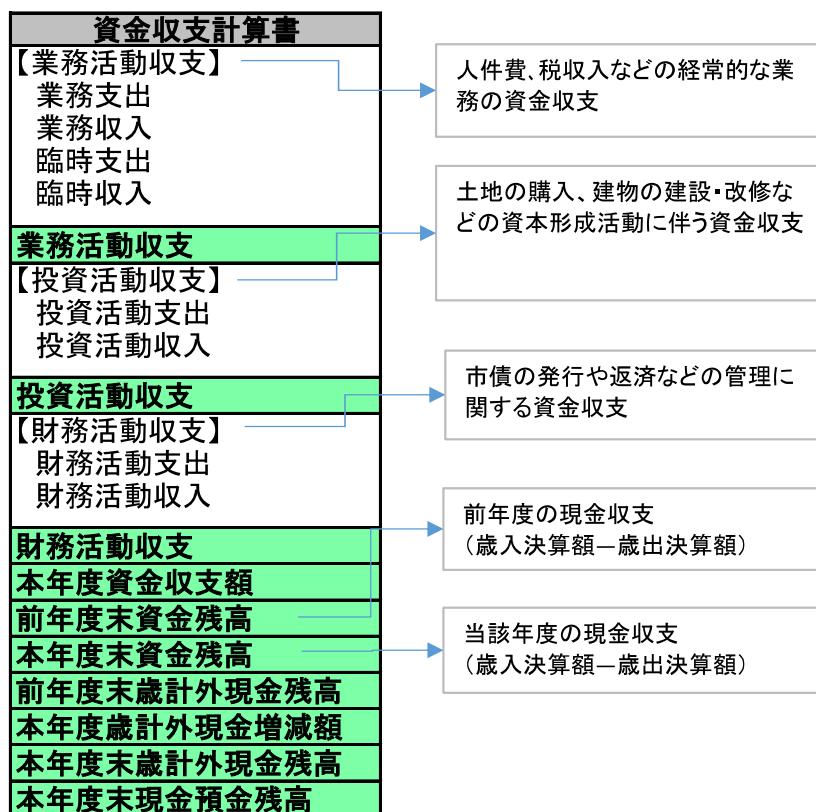 資金収支計算書
【業務活動収支】
業務支出
業務収入
臨時支出
臨時収入
業務活動収支
【投資活動収支】
投資活動支出
投資活動収入
投資活動収支
【財務活動収支】
財務活動支出
財務活動収入
財務活動収支
本年度資金収支額
前年度末資金残高
本年度末資金残高
前年度末歳計外現金残高
本年度歳計外現金増減額
本年度末歳計外現金残高
本年度末現金預金残高
人件費、税収入などの経常的な業
務の資金収支
土地の購入、建物の建設・改修な
どの資本形成活動に伴う資金収支
市債の発行や返済などの管理に
関する資金収支
前年度の現金収支
（歳入決算額―歳出決算額）
当該年度の現金収支
（歳入決算額―歳出決算額）